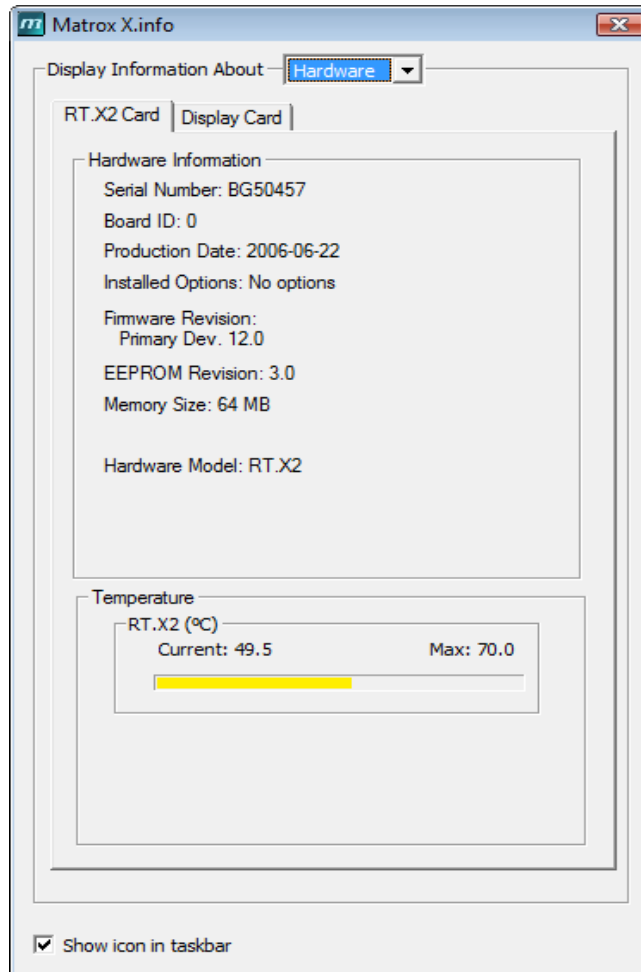 m Matrox X.info
Display Information About Hardware
RT.X2 Card Display Card
Hardware Information
Serial Number: BG50457
Board ID: 0
Production Date: 2006-06-22
Installed Options: No options
Firmware Revision:
Primary Dev. 12.0
EEPROM Revision: 3.0
Memory Size: 64 MB
Hardware Model: RT.X2
Temperature
RT.X2 (ºC)
Current: 49.5 Max: 70.0
Show icon in taskbar